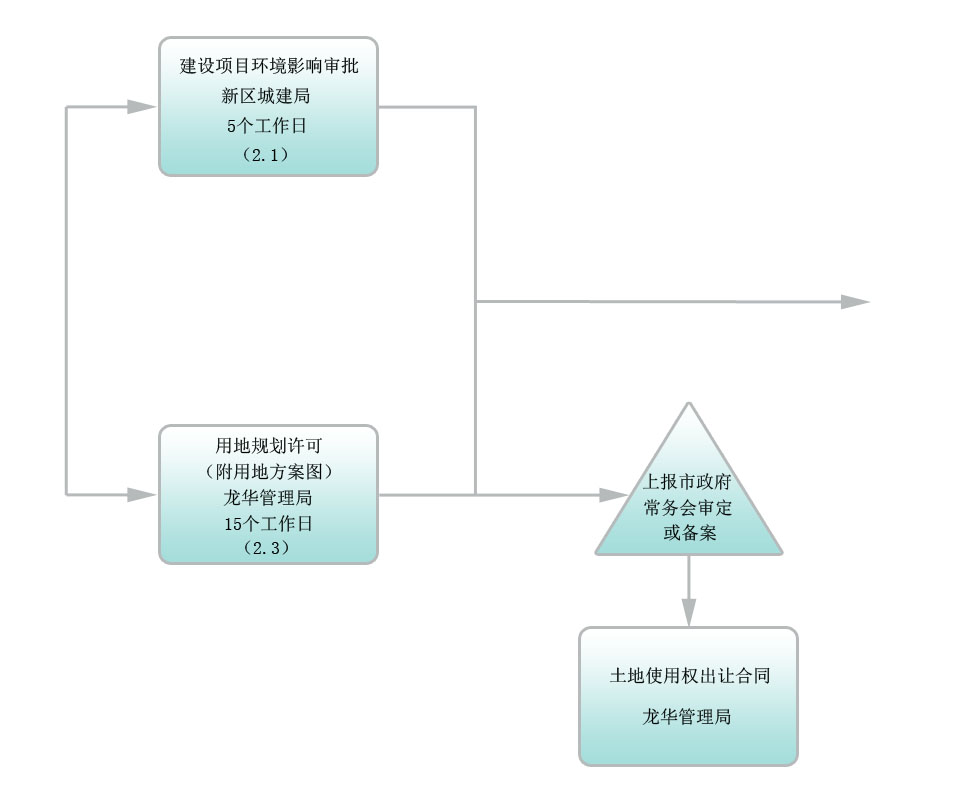 建设项目环境影响审批
新区城建局
5个工作日
（2.1）
用地规划许可
（附用地方案图）
龙华管理局
15个工作日
（2.3）
上报市政府
常务会审定
或备案
土地使用权出让合同
龙华管理局